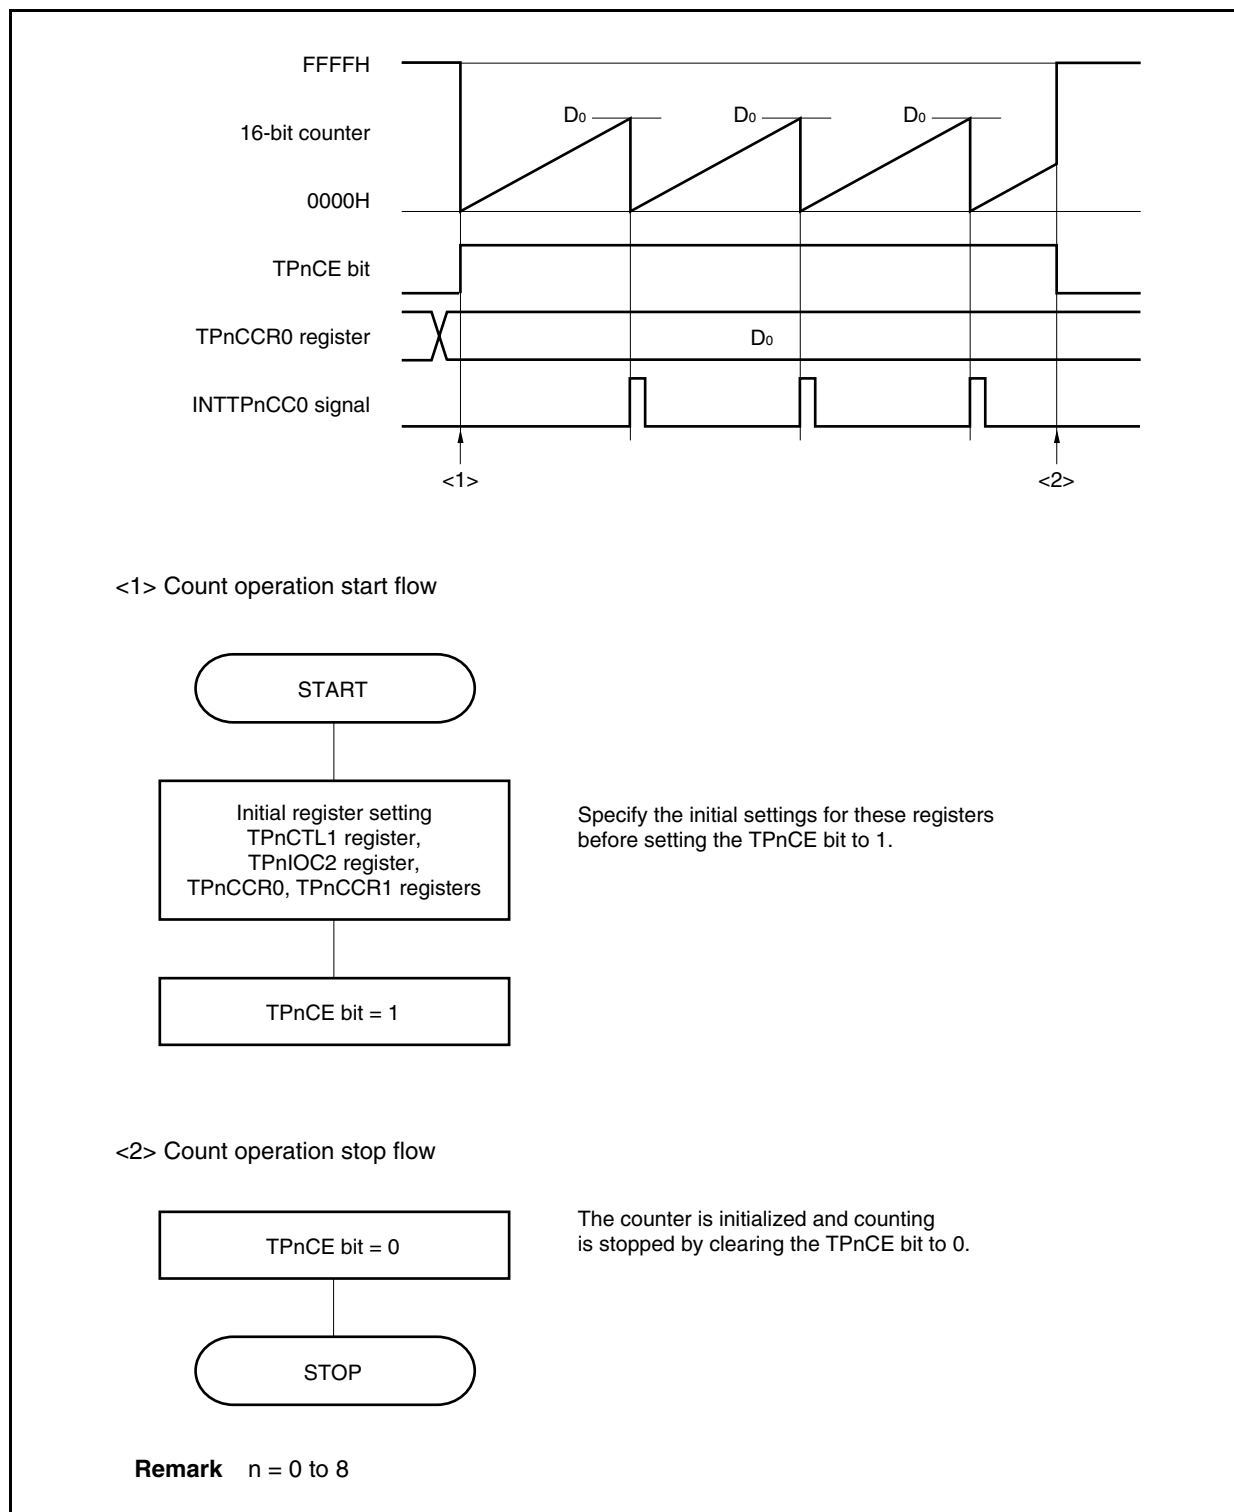 FFFFH
D0 D0 D0
16-bit counter
0000H
TPnCE bit
TPnCCR0 register
D0
INTTPnCC0 signal
<1> <2>
<1> Count operation start flow
START
Initial register setting
TPnCTL1 register,
TPnIOC2 register,
TPnCCR0, TPnCCR1 registers
Specify the initial settings for these registers
before setting the TPnCE bit to 1.
TPnCE bit = 1
<2> Count operation stop flow
TPnCE bit = 0
The counter is initialized and counting
is stopped by clearing the TPnCE bit to 0.
STOP
Remark n = 0 to 8